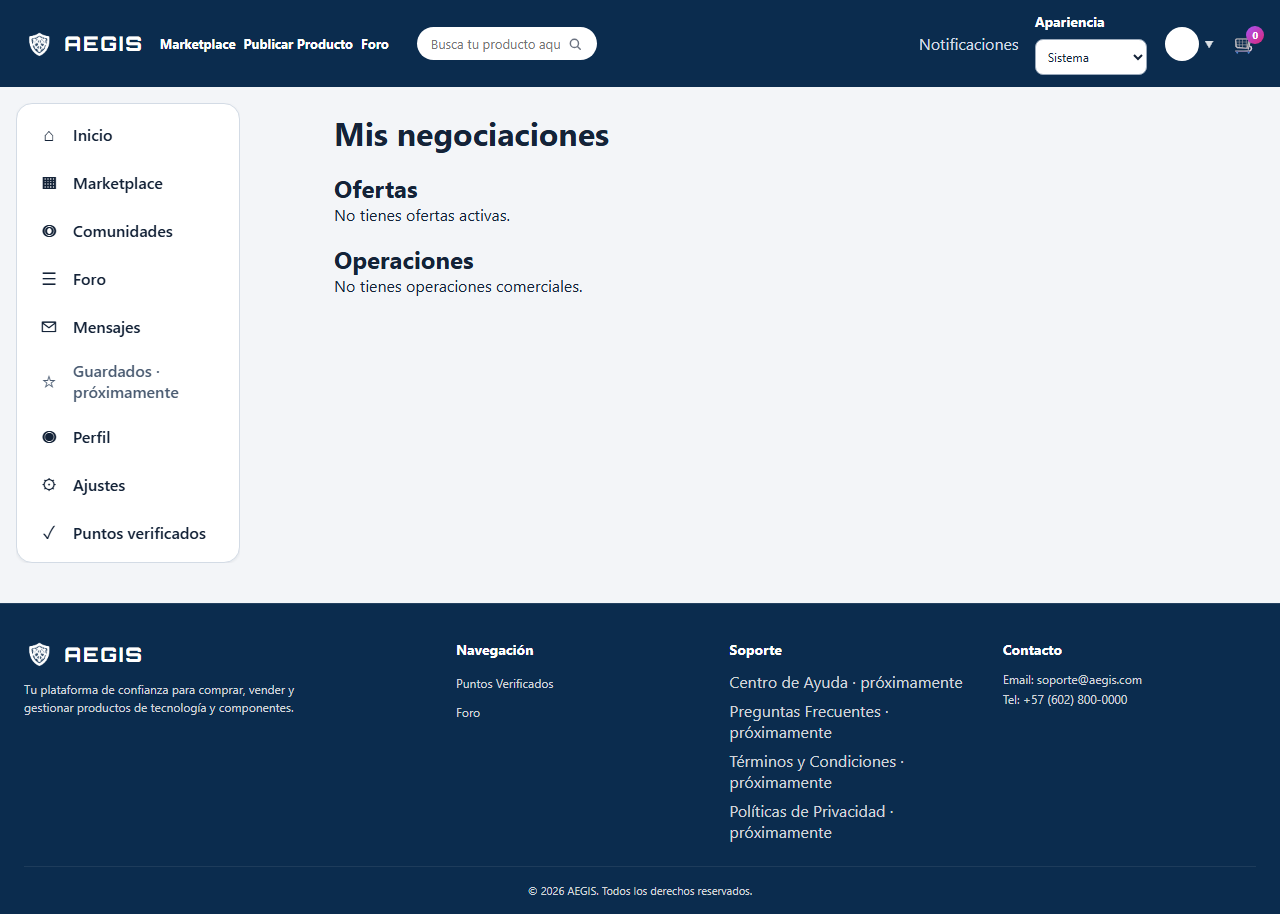 AEGIS
Marketplace Publicar Producto Foro
Busca tu producto aqu
Notificaciones
Apariencia
Sistema
0
Inicio
Marketplace
Comunidades
Foro
Mensajes
Guardados ·
próximamente
Perfil
Ajustes
Puntos verificados
Mis negociaciones
Ofertas
No tienes ofertas activas.
Operaciones
No tienes operaciones comerciales.
AEGIS
Tu plataforma de confianza para comprar, vender y
gestionar productos de tecnología y componentes.
Navegación
Puntos Verificados
Foro
Soporte
Centro de Ayuda · próximamente
Preguntas Frecuentes ·
próximamente
Términos y Condiciones ·
próximamente
Políticas de Privacidad ·
próximamente
Contacto
Email: soporte@aegis.com
Tel: +57 (602) 800-0000
© 2026 AEGIS. Todos los derechos reservados.